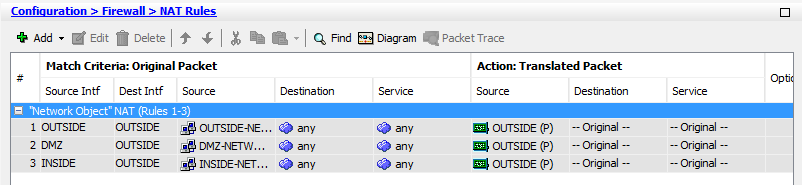 Configuration > Firewall > NAT Rules
Add Edit Delete Find Diagram Packet Trace
# Match Criteria: Original Packet Action: Translated Packet Optio
Source Intf Dest Intf Source Destination Service Source Destination Service
"Network Object" NAT (Rules 1-3)
1 OUTSIDE OUTSIDE OUTSIDE-NE... any any OUTSIDE (P) -- Original -- -- Original --
2 DMZ OUTSIDE DMZ-NETW... any any OUTSIDE (P) -- Original -- -- Original --
3 INSIDE OUTSIDE INSIDE-NET... any any OUTSIDE (P) -- Original -- -- Original --